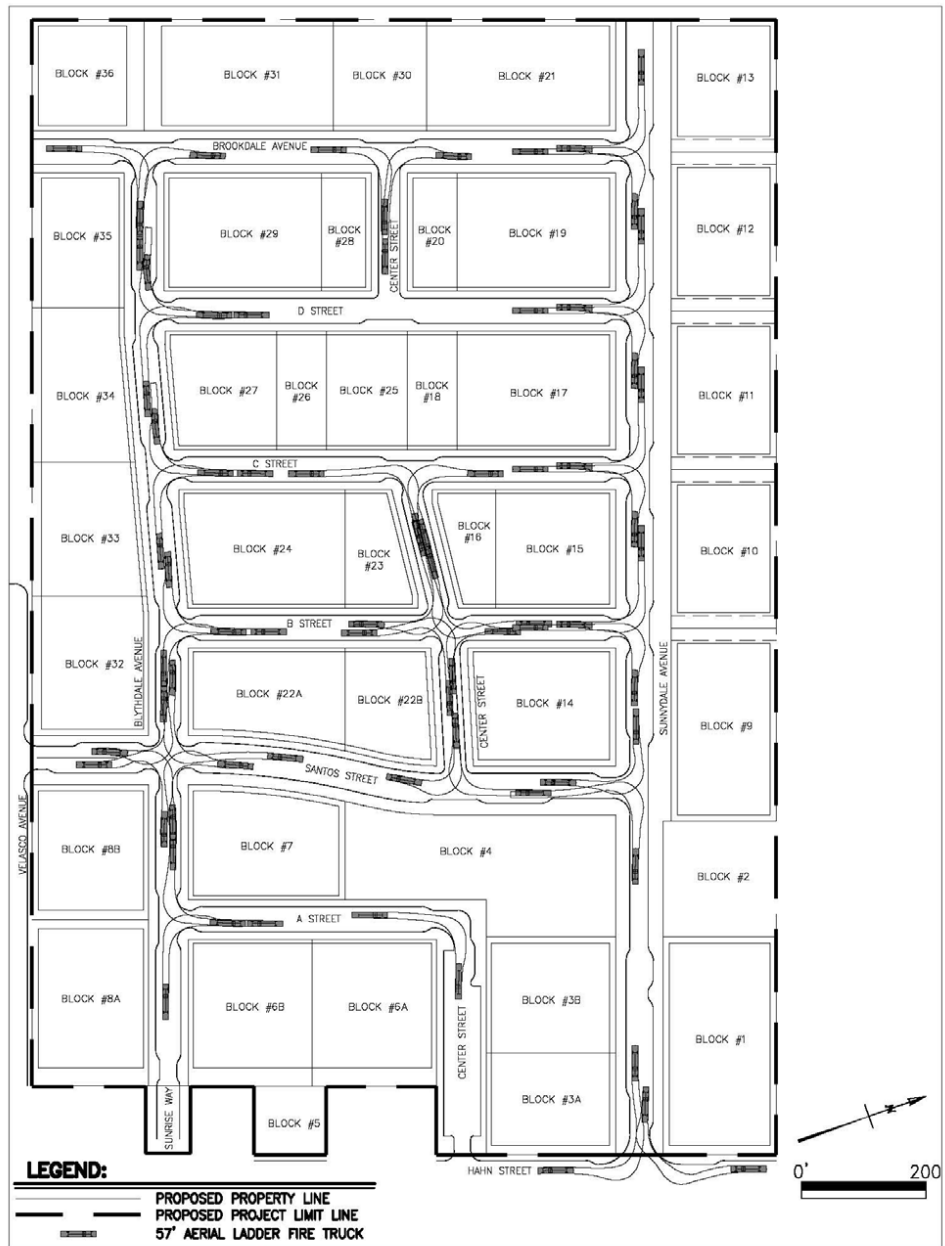 BLOCK #36
BLOCK #31
BLOCK #30
BLOCK #21
BLOCK #13
BROOKDALE AVENUE
BLOCK #35
BLOCK #29
BLOCK
#28
CENTER STREET
BLOCK
#20
BLOCK #19
BLOCK #12
D STREET
BLOCK #34
BLOCK #27
BLOCK
#26
BLOCK #25
BLOCK
#18
BLOCK #17
BLOCK #11
C STREET
BLOCK #33
BLOCK #24
BLOCK
#23
BLOCK
#16
BLOCK #15
BLOCK #10
B STREET
BLOCK #32
BLYTHDALE AVENUE
BLOCK #22A
BLOCK #22B
CENTER STREET
BLOCK #14
SUNNYDALE AVENUE
BLOCK #9
SANTOS STREET
VELASCO AVENUE
BLOCK #8B
BLOCK #7
BLOCK #4
BLOCK #2
A STREET
BLOCK #8A
BLOCK #6B
BLOCK #6A
CENTER STREET
BLOCK #3B
BLOCK #1
BLOCK #3A
SUNRISE WAY
BLOCK #5
HAHN STREET
N
0' 200
LEGEND:
PROPOSED PROPERTY LINE
PROPOSED PROJECT LIMIT LINE
57' AERIAL LADDER FIRE TRUCK